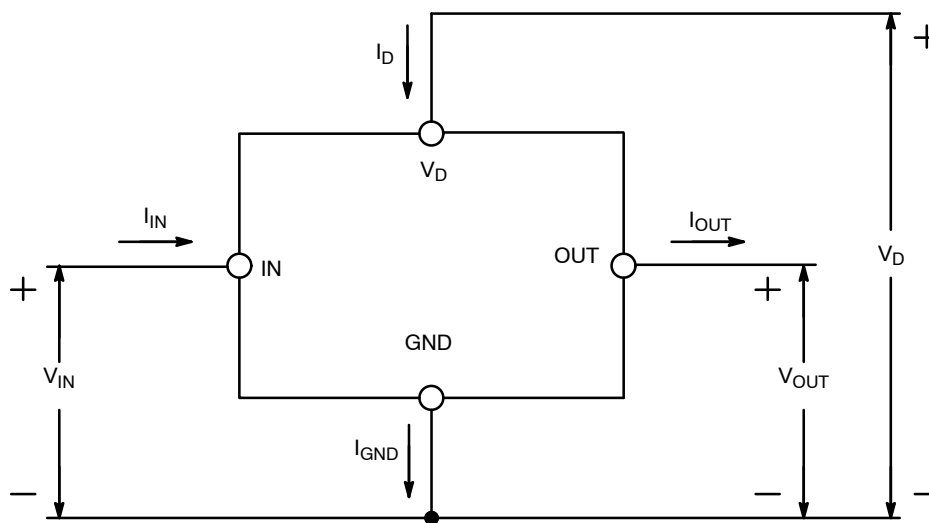 +
I_D
V_D
I_IN
I_OUT
IN
OUT
V_D
+
+
GND
V_IN
V_OUT
I_GND
−
−
−